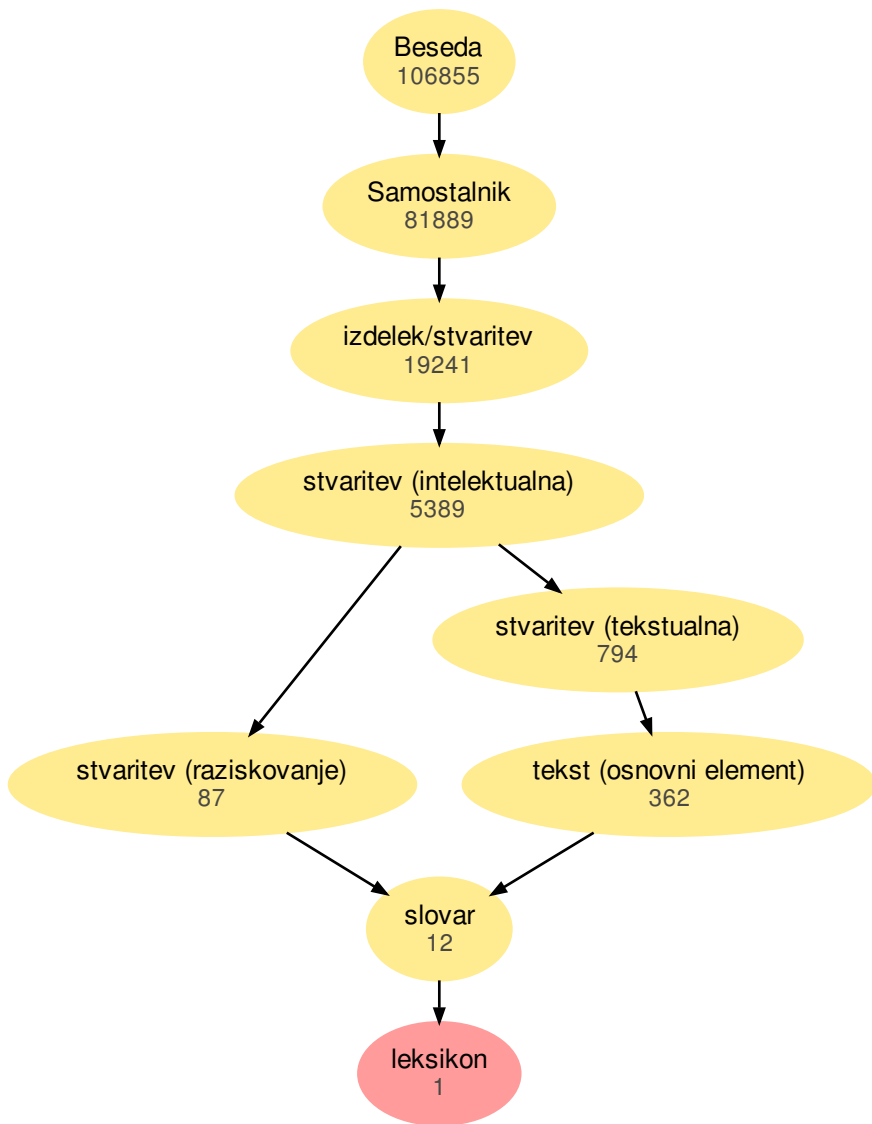 Beseda
106855
Samostalnik
81889
izdelek/stvaritev
19241
stvaritev (intelektualna)
5389
stvaritev (tekstualna)
794
stvaritev (raziskovanje)
87
tekst (osnovni element)
362
slovar
12
leksikon
1